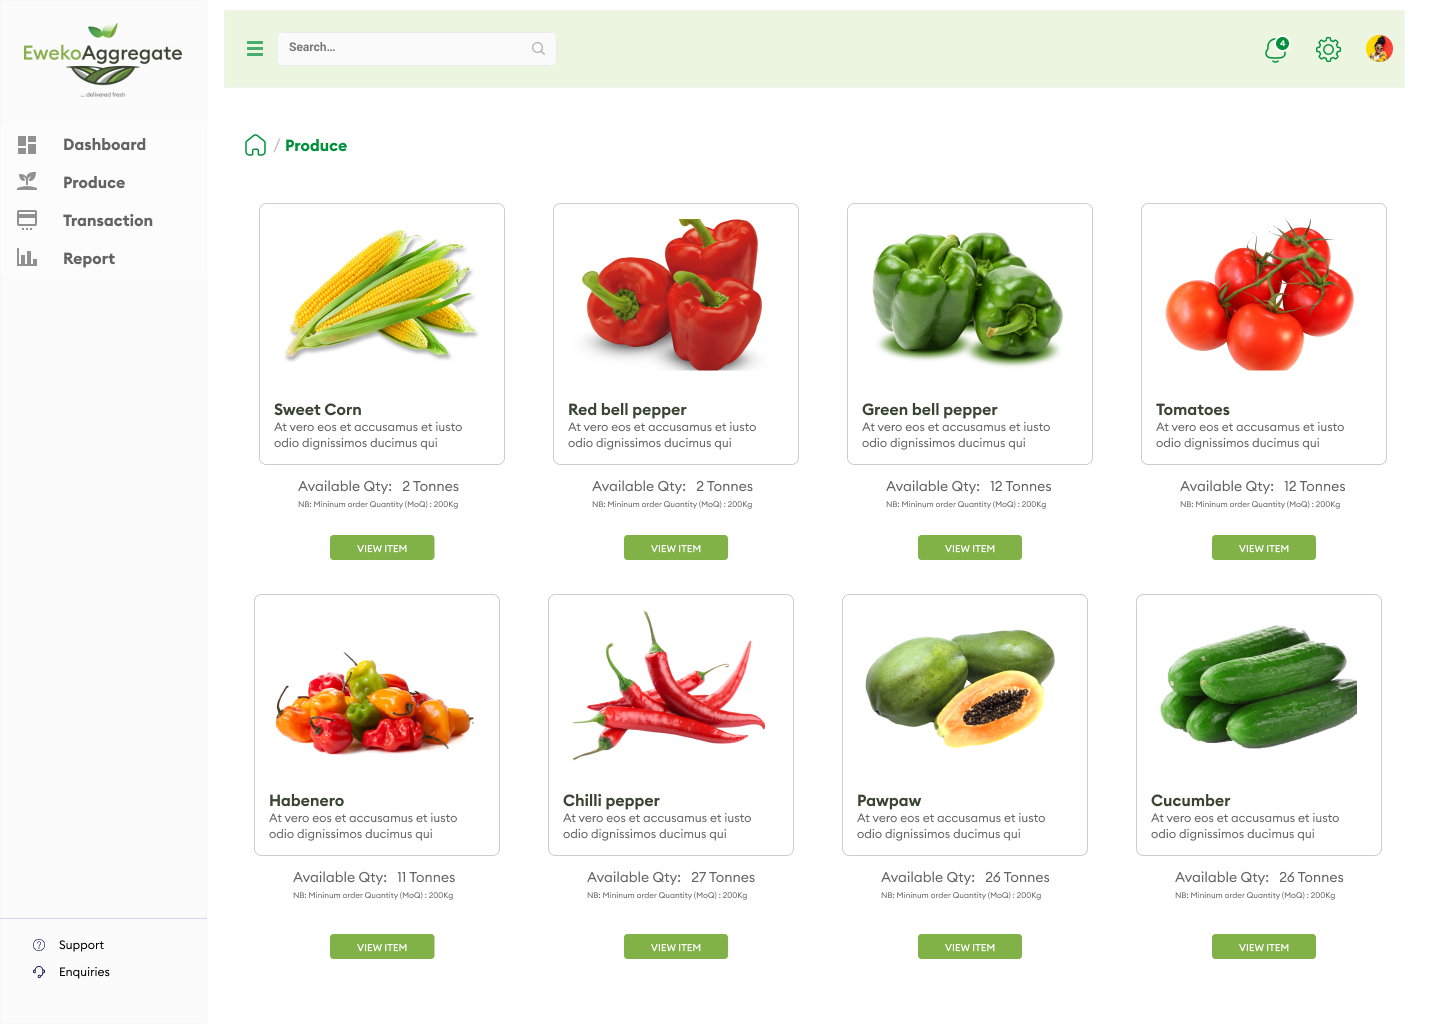 EwekoAggregate
... delivered fresh
Search...
4
Dashboard
Produce
Transaction
Report
/ Produce
Sweet Corn
At vero eos et accusamus et iusto
odio dignissimos ducimus qui
Available Qty: 2 Tonnes
NB: Mininum order Quantity (MoQ) : 200Kg
VIEW ITEM
Red bell pepper
At vero eos et accusamus et iusto
odio dignissimos ducimus qui
Available Qty: 2 Tonnes
NB: Mininum order Quantity (MoQ) : 200Kg
VIEW ITEM
Green bell pepper
At vero eos et accusamus et iusto
odio dignissimos ducimus qui
Available Qty: 12 Tonnes
NB: Mininum order Quantity (MoQ) : 200Kg
VIEW ITEM
Tomatoes
At vero eos et accusamus et iusto
odio dignissimos ducimus qui
Available Qty: 12 Tonnes
NB: Mininum order Quantity (MoQ) : 200Kg
VIEW ITEM
Habenero
At vero eos et accusamus et iusto
odio dignissimos ducimus qui
Available Qty: 11 Tonnes
NB: Mininum order Quantity (MoQ) : 200Kg
VIEW ITEM
Chilli pepper
At vero eos et accusamus et iusto
odio dignissimos ducimus qui
Available Qty: 27 Tonnes
NB: Mininum order Quantity (MoQ) : 200Kg
VIEW ITEM
Pawpaw
At vero eos et accusamus et iusto
odio dignissimos ducimus qui
Available Qty: 26 Tonnes
NB: Mininum order Quantity (MoQ) : 200Kg
VIEW ITEM
Cucumber
At vero eos et accusamus et iusto
odio dignissimos ducimus qui
Available Qty: 26 Tonnes
NB: Mininum order Quantity (MoQ) : 200Kg
VIEW ITEM
Support
Enquiries